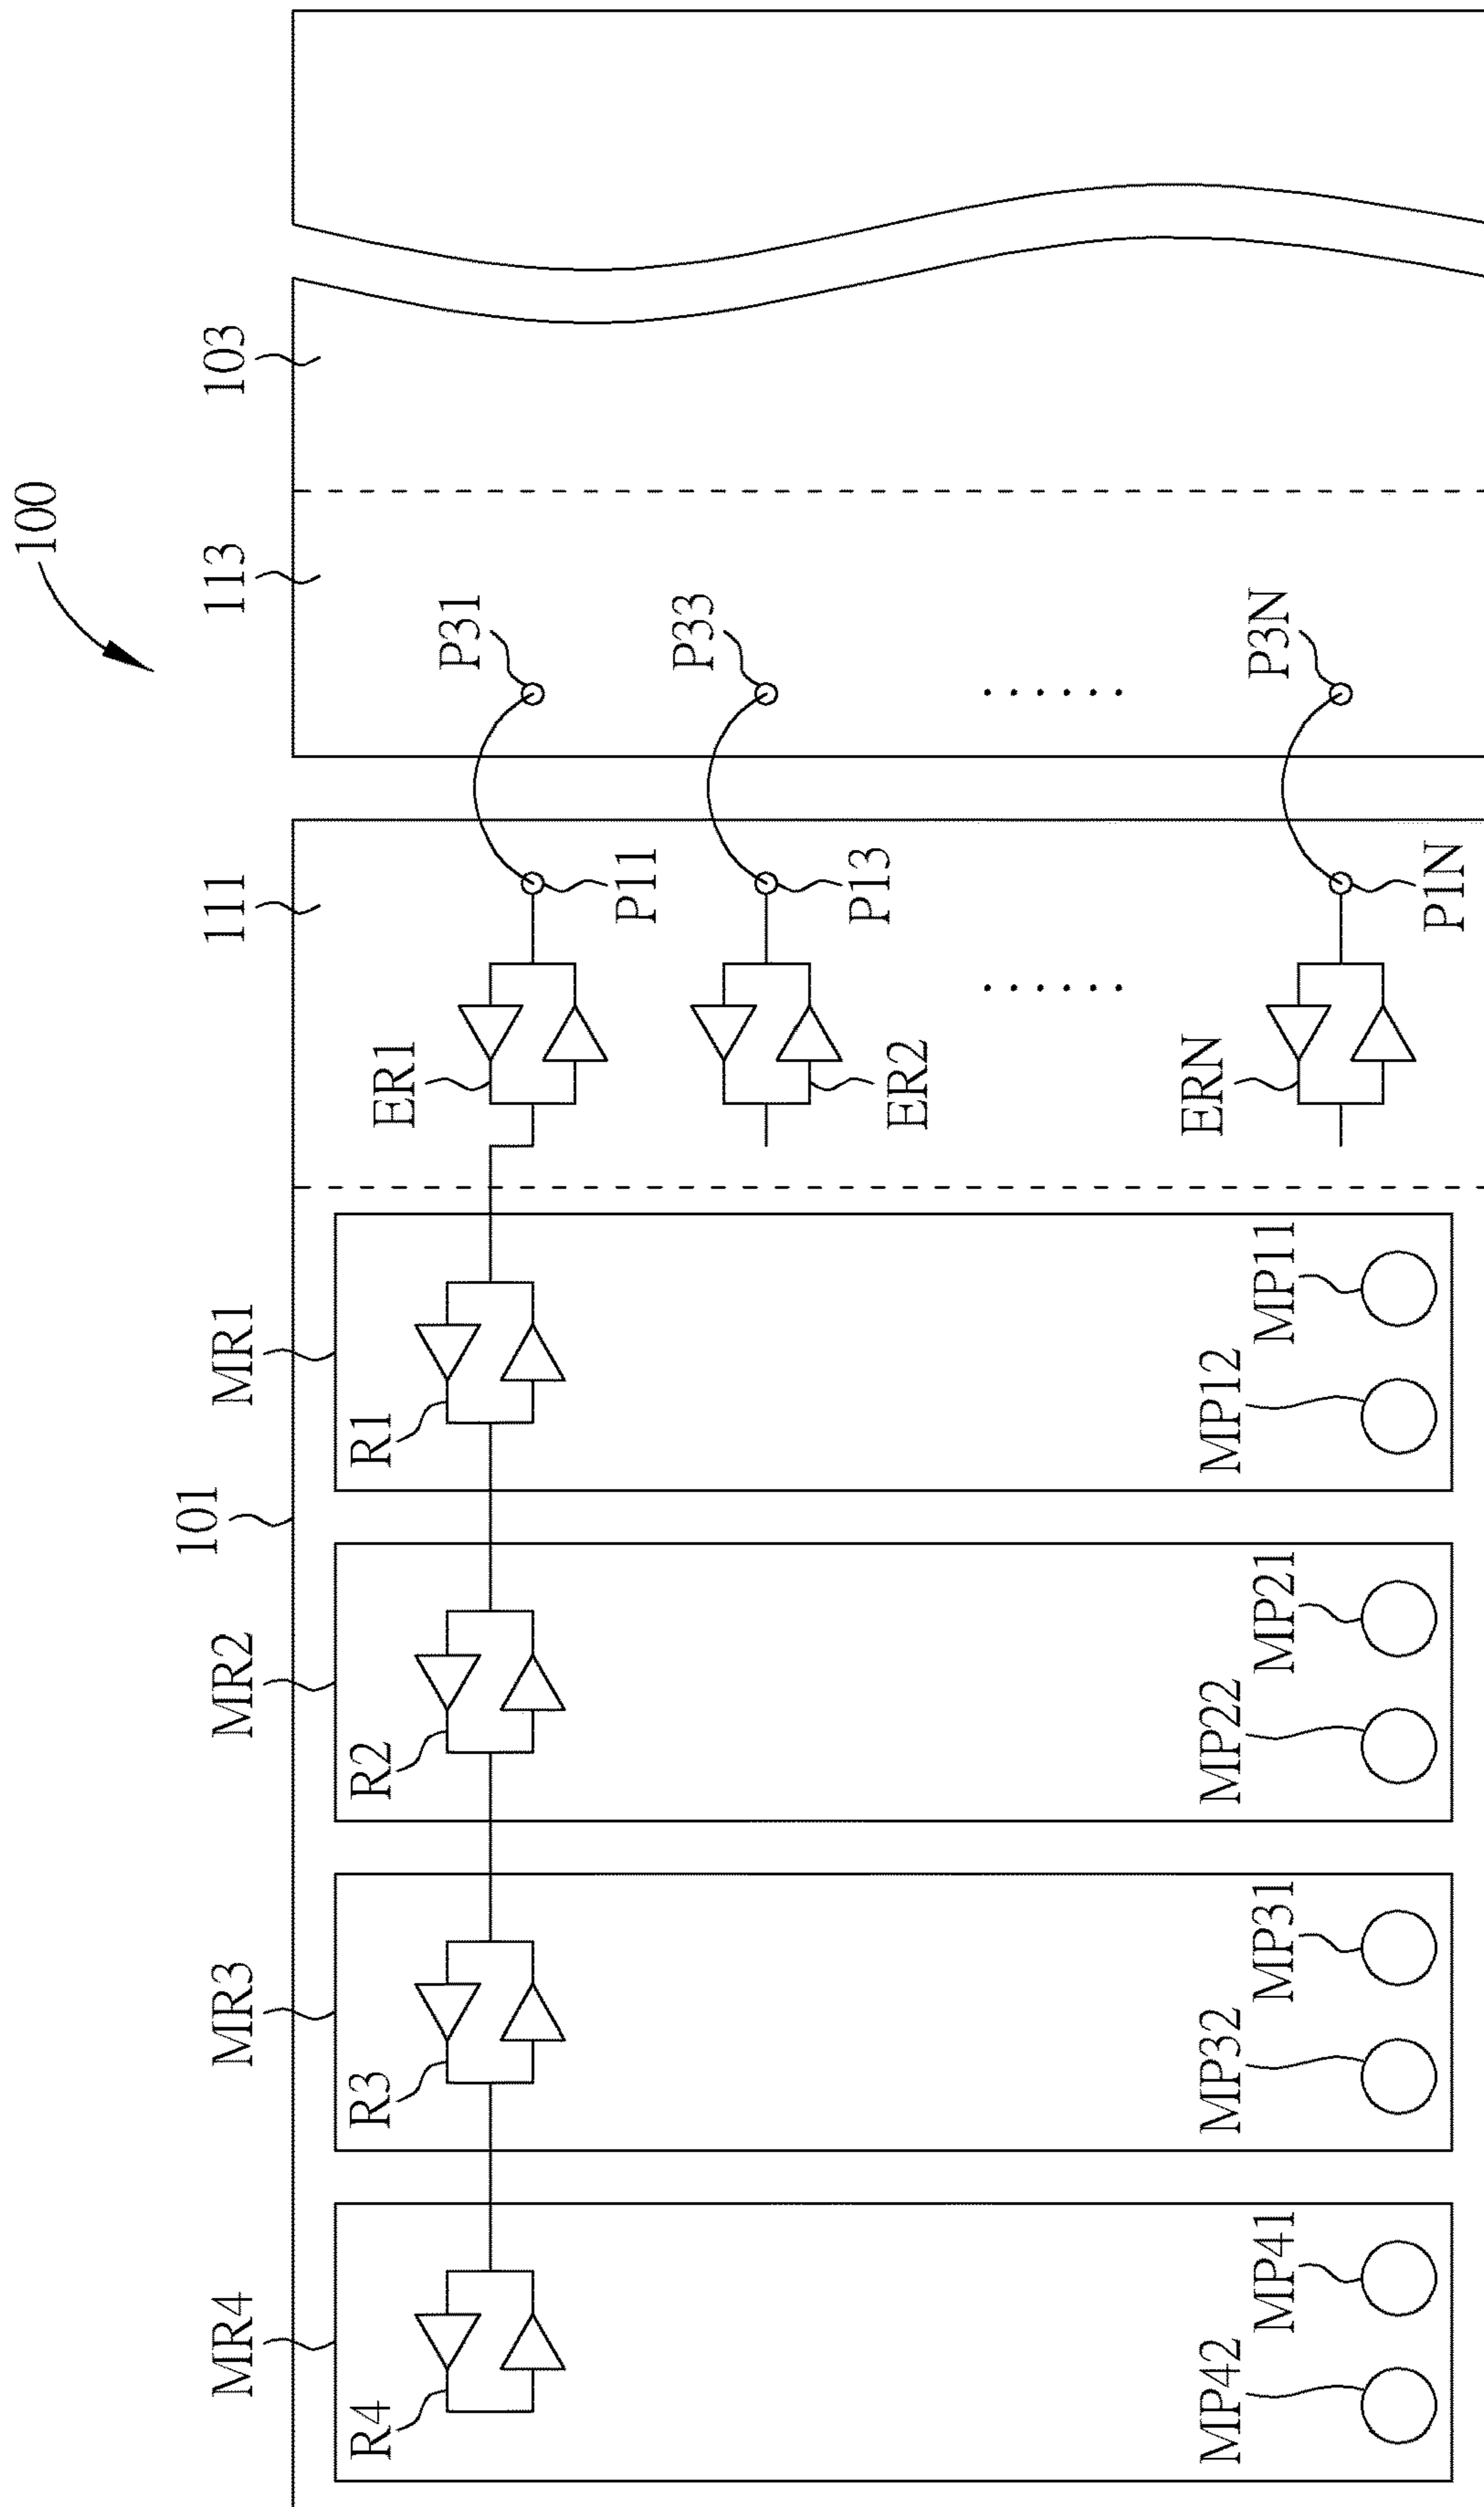 100
101
MR4
MR3
MR2
MR1
111
113
103
R4
R3
R2
R1
ER1
P31
P11
P33
P13
ER2
ERN
P3N
P1N
MP42
MP41
MP32
MP31
MP22
MP21
MP12
MP11